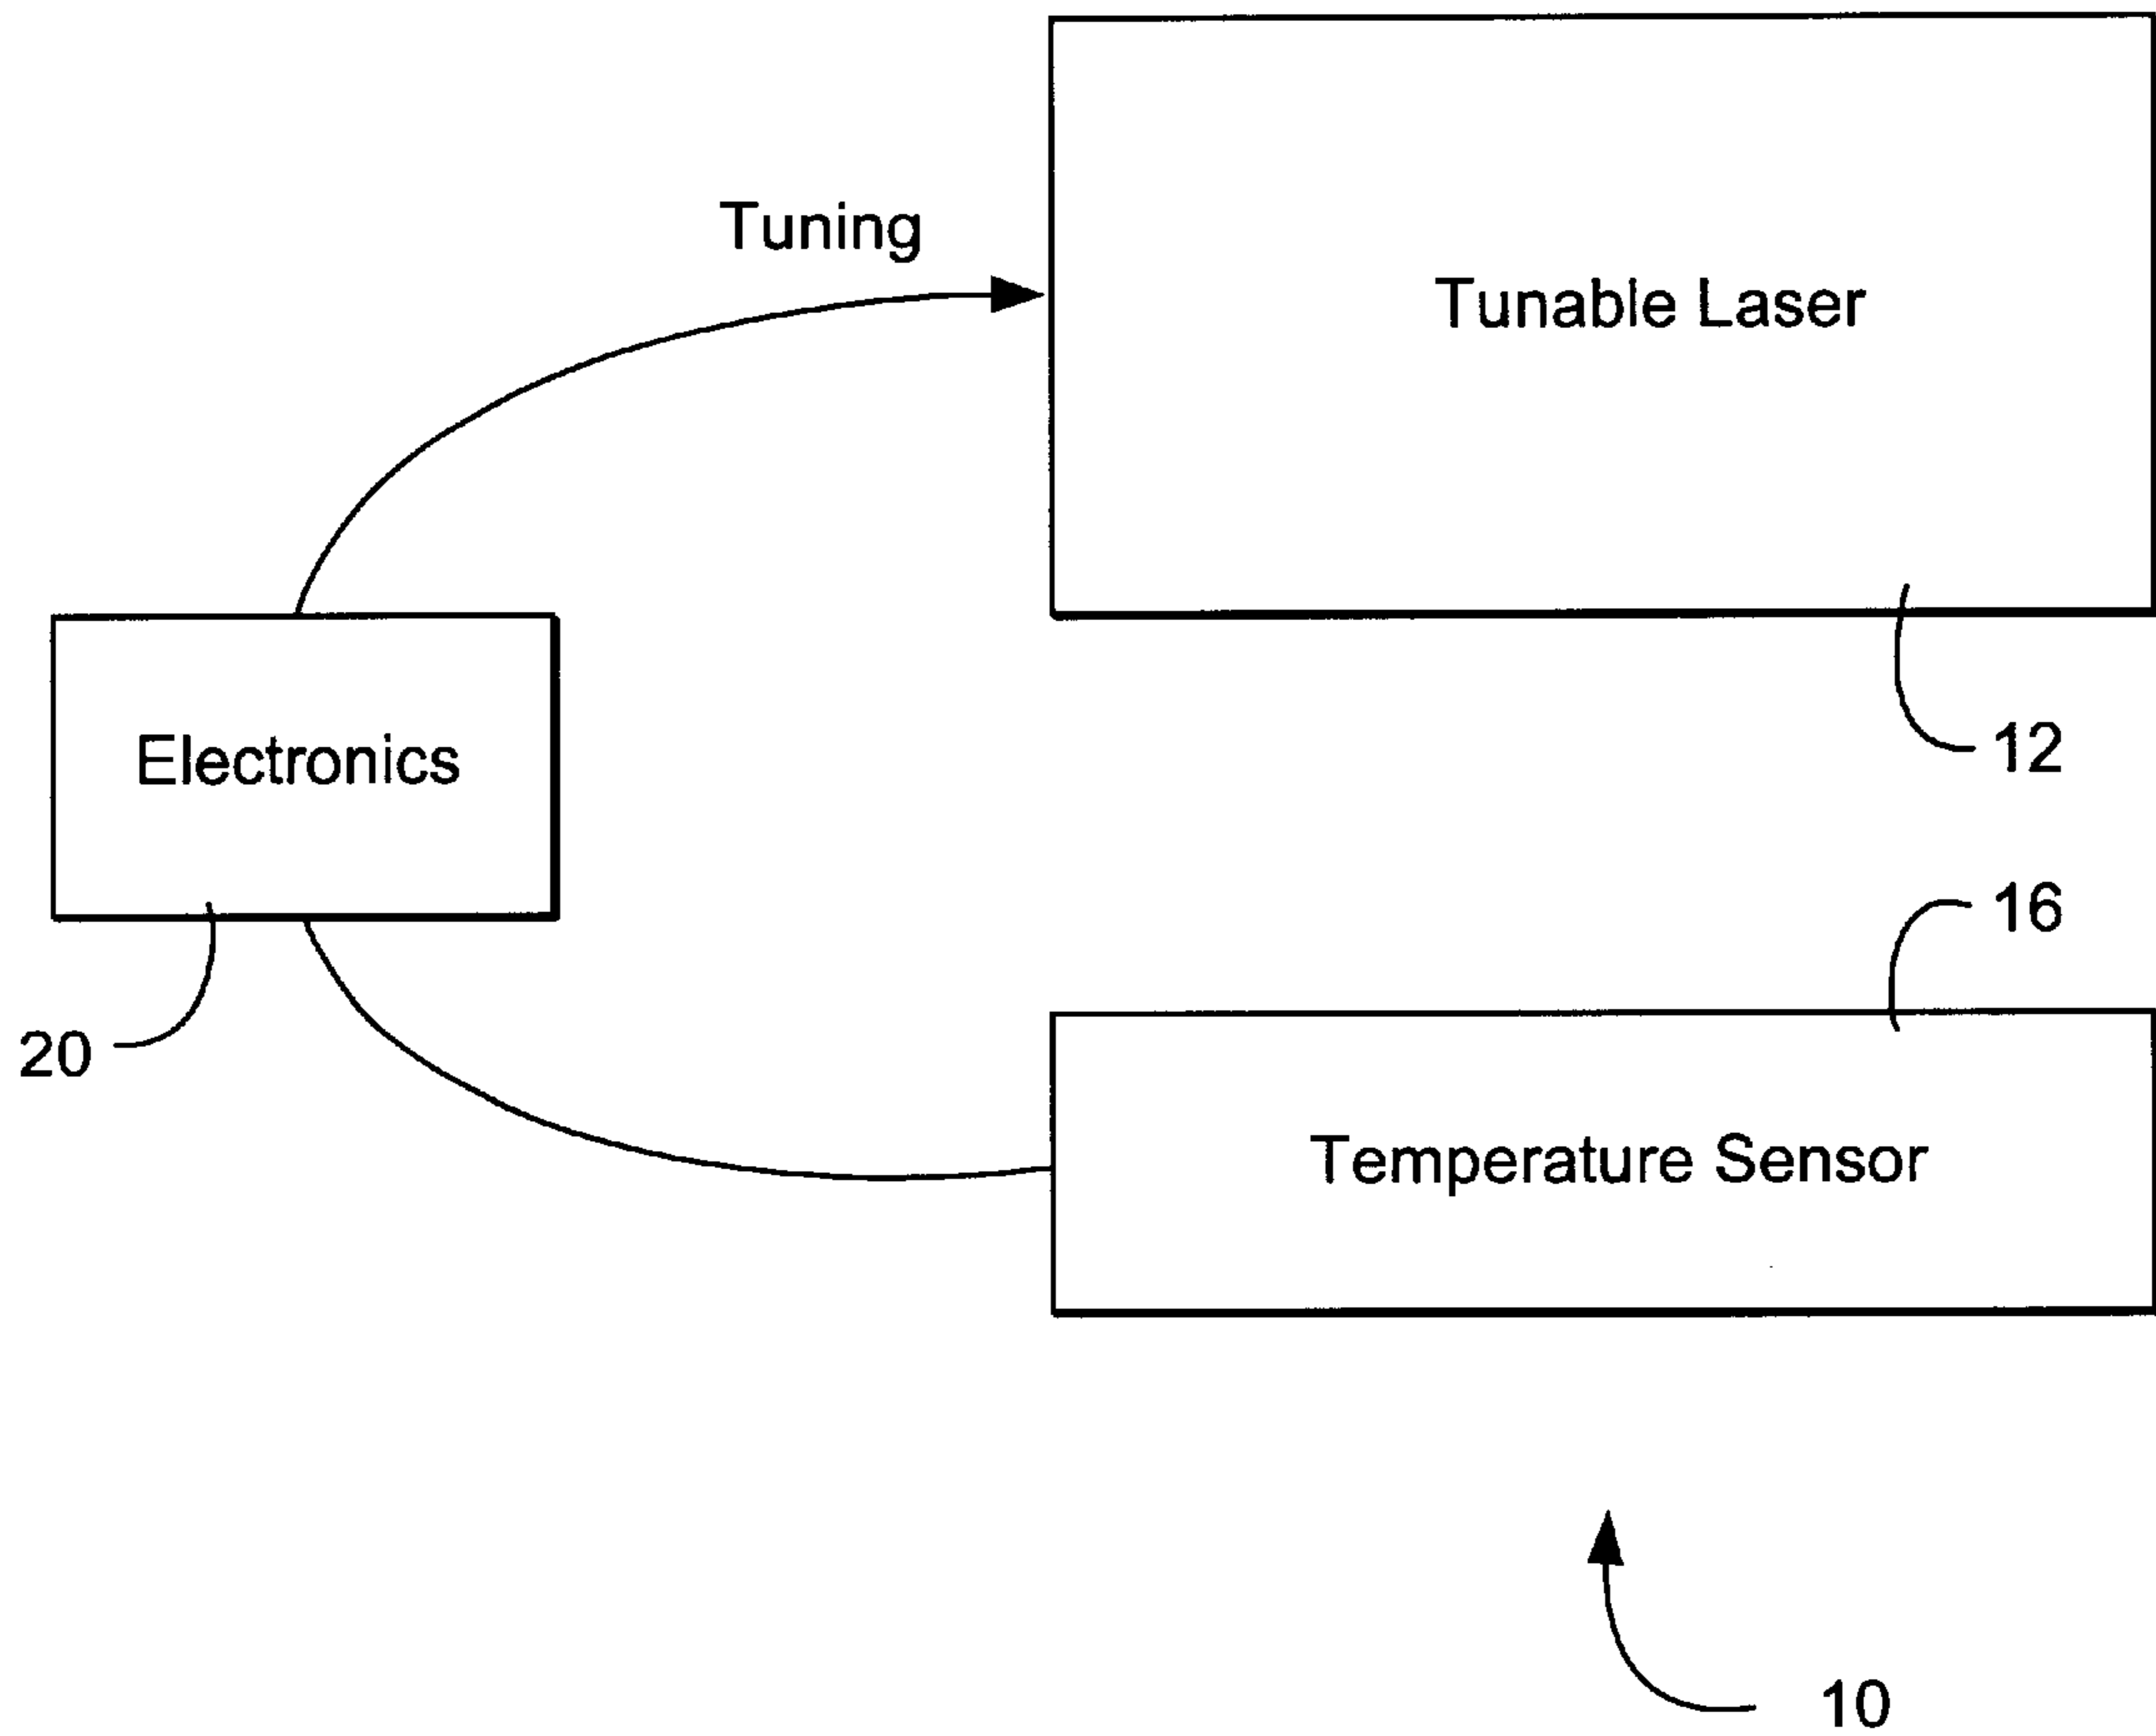 Tuning
Tunable Laser
Electronics
12
16
20
Temperature Sensor
10